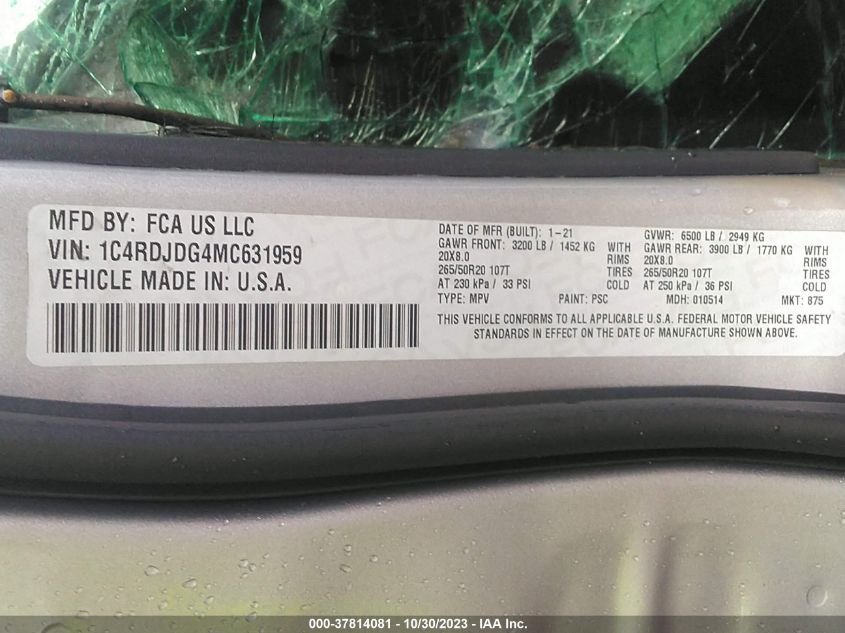 MFD BY: FCA US LLC
VIN: 1C4RDJDG4MC631959
VEHICLE MADE IN: U.S.A.
DATE OF MFR (BUILT): 1-21 GVWR: 6500 LB / 2949 KG
GAWR FRONT: 3200 LB / 1452 KG WITH GAWR REAR: 3900 LB / 1770 KG WITH
20X8.0 RIMS 20X8.0 RIMS
265/50R20 107T TIRES 265/50R20 107T TIRES
AT 230 kPa / 33 PSI COLD AT 250 kPa / 36 PSI COLD
TYPE: MPV PAINT: PSC MDH: 010514 MKT: 875
THIS VEHICLE CONFORMS TO ALL APPLICABLE U.S.A. FEDERAL MOTOR VEHICLE SAFETY
STANDARDS IN EFFECT ON THE DATE OF MANUFACTURE SHOWN ABOVE.
000-37814081 - 10/30/2023 - IAA Inc.